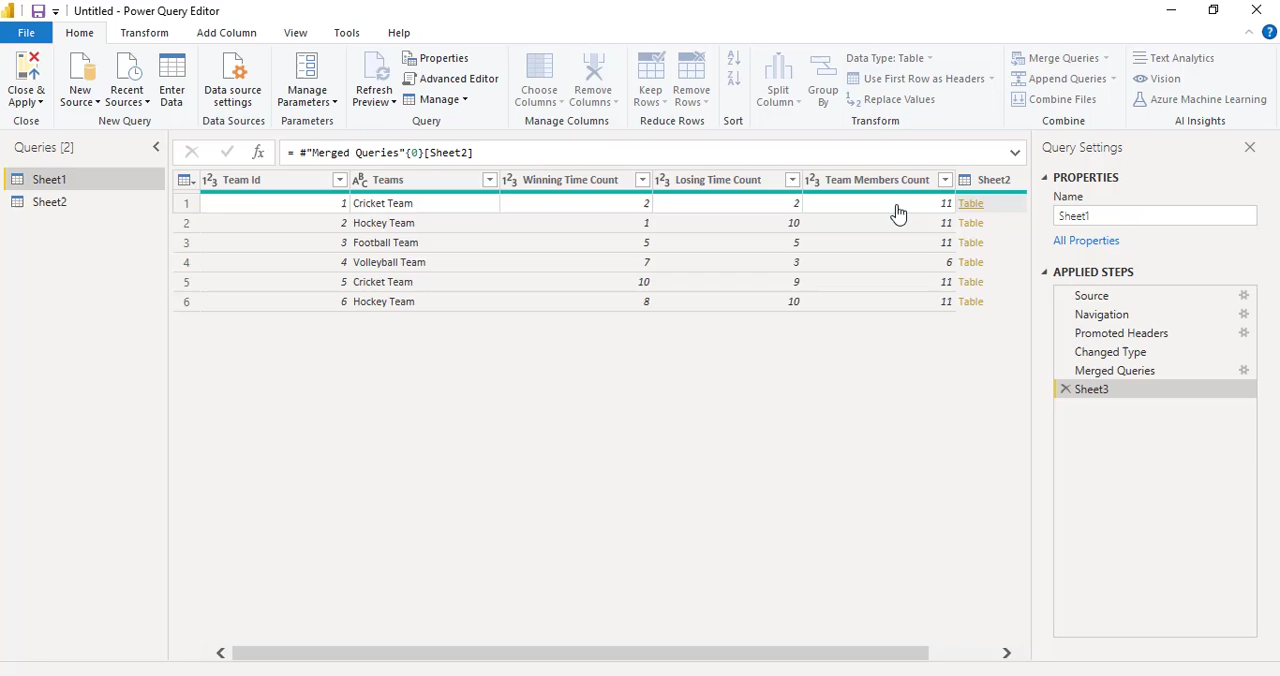 Untitled - Power Query Editor
File Home Transform Add Column View Tools Help
Close & Apply
New Source
Recent Sources
Enter Data
Data source settings
Manage Parameters
Refresh Preview
Properties
Advanced Editor
Manage
Choose Columns
Remove Columns
Keep Rows
Remove Rows
Split Column
Group By
Data Type: Table
Use First Row as Headers
Replace Values
Merge Queries
Append Queries
Combine Files
Text Analytics
Vision
Azure Machine Learning
Close New Query Data Sources Parameters Query Manage Columns Reduce Rows Sort Transform Combine AI Insights
Queries [2]
Sheet1
Sheet2
= #"Merged Queries"{0}[Sheet2]
Team Id Teams Winning Time Count Losing Time Count Team Members Count Sheet2
1 1 Cricket Team 2 2 11 Table
2 2 Hockey Team 1 10 11 Table
3 3 Football Team 5 5 11 Table
4 4 Volleyball Team 7 3 6 Table
5 5 Cricket Team 10 9 11 Table
6 6 Hockey Team 8 10 11 Table
Query Settings
PROPERTIES
Name
Sheet1
All Properties
APPLIED STEPS
Source
Navigation
Promoted Headers
Changed Type
Merged Queries
Sheet3